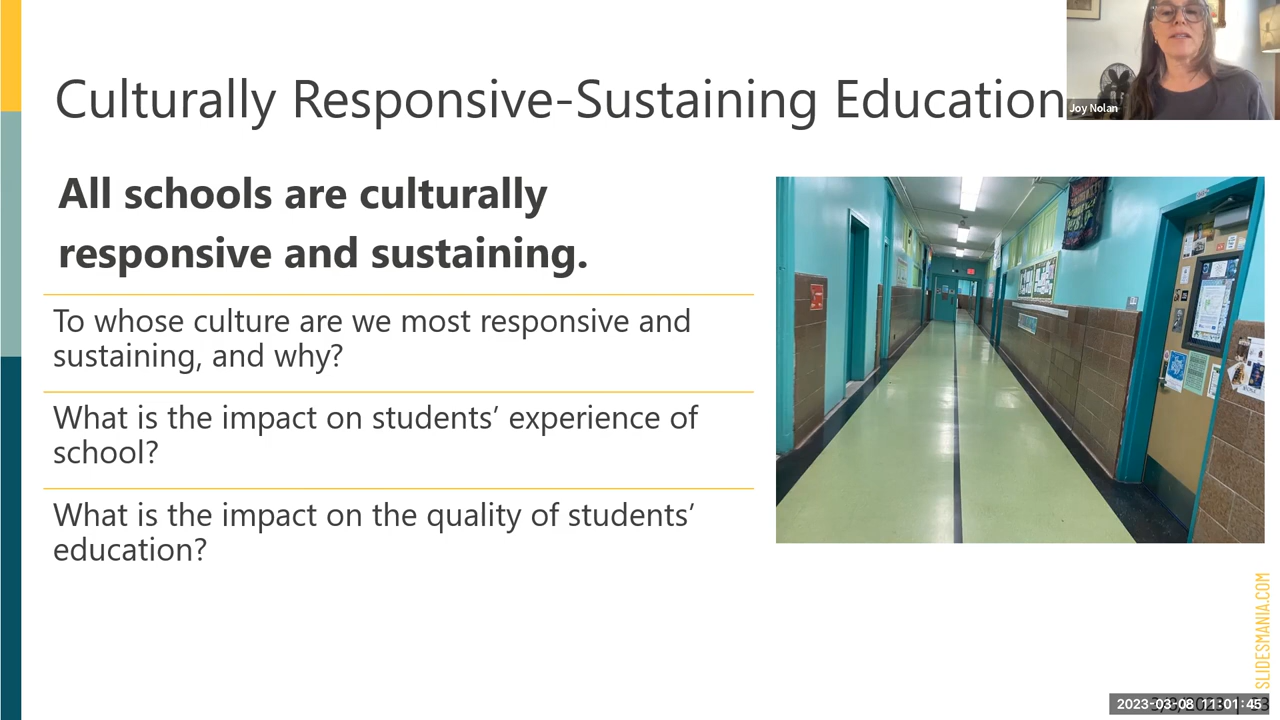 Culturally Responsive-Sustaining Education
Joy Nolan
All schools are culturally
responsive and sustaining.
To whose culture are we most responsive and
sustaining, and why?
What is the impact on students’ experience of
school?
What is the impact on the quality of students’
education?
SLIDESMANIA.COM
2023-03-08 11:01:45